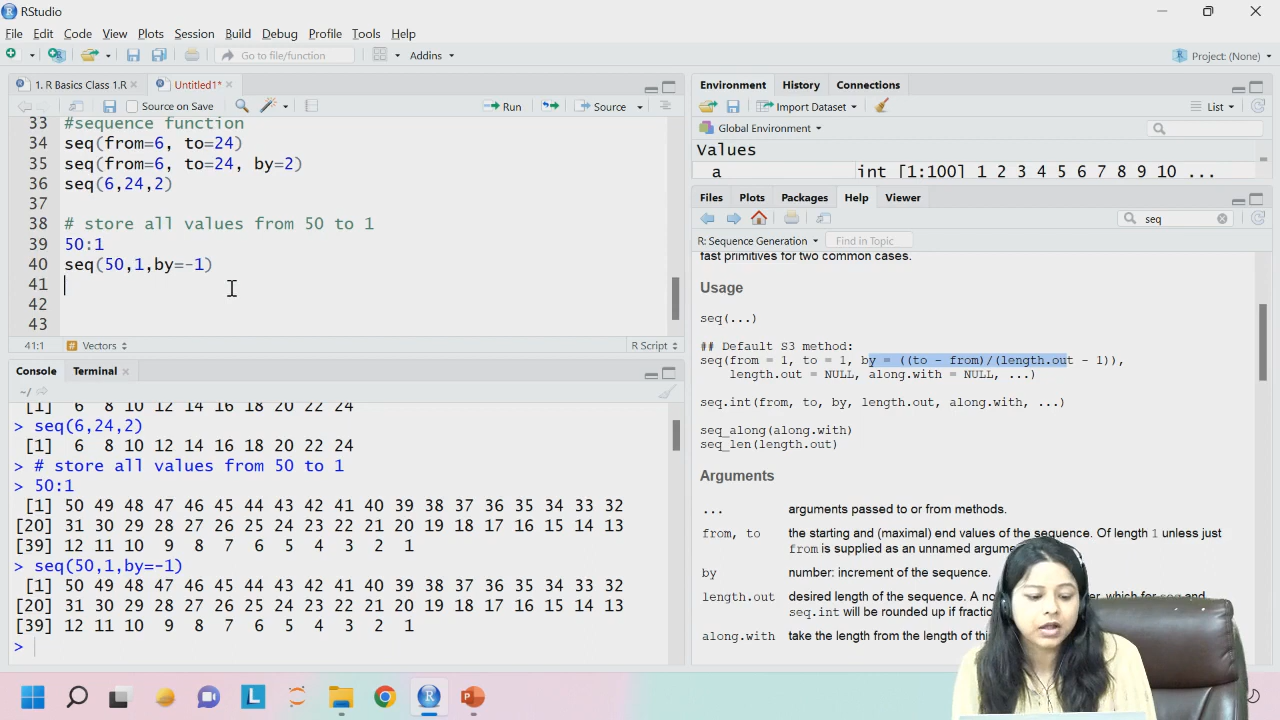 RStudio
File Edit Code View Plots Session Build Debug Profile Tools Help
Go to file/function Addins Project: (None)
1. R Basics Class 1.R Untitled1*
Source on Save Run Source
33 #sequence function
34 seq(from=6, to=24)
35 seq(from=6, to=24, by=2)
36 seq(6,24,2)
37
38 # store all values from 50 to 1
39 50:1
40 seq(50,1,by=-1)
41
42
43
41:1 # Vectors R Script
Console Terminal
~/
[1] 6 8 10 12 14 16 18 20 22 24
> seq(6,24,2)
[1] 6 8 10 12 14 16 18 20 22 24
> # store all values from 50 to 1
> 50:1
[1] 50 49 48 47 46 45 44 43 42 41 40 39 38 37 36 35 34 33 32
[20] 31 30 29 28 27 26 25 24 23 22 21 20 19 18 17 16 15 14 13
[39] 12 11 10 9 8 7 6 5 4 3 2 1
> seq(50,1,by=-1)
[1] 50 49 48 47 46 45 44 43 42 41 40 39 38 37 36 35 34 33 32
[20] 31 30 29 28 27 26 25 24 23 22 21 20 19 18 17 16 15 14 13
[39] 12 11 10 9 8 7 6 5 4 3 2 1
>
Environment History Connections
Import Dataset List
Global Environment
Values
a int [1:100] 1 2 3 4 5 6 7 8 9 10 ...
Files Plots Packages Help Viewer
seq
R: Sequence Generation Find in Topic
fast primitives for two common cases.
Usage
seq(...)
## Default S3 method:
seq(from = 1, to = 1, by = ((to - from)/(length.out - 1)),
length.out = NULL, along.with = NULL, ...)
seq.int(from, to, by, length.out, along.with, ...)
seq_along(along.with)
seq_len(length.out)
Arguments
... arguments passed to or from methods.
from, to the starting and (maximal) end values of the sequence. Of length 1 unless just
from is supplied as an unnamed
by number: increment of the sequence.
length.out desired length of the sequence. A which for and
seq.int will be rounded up if
along.with take the length from the length of